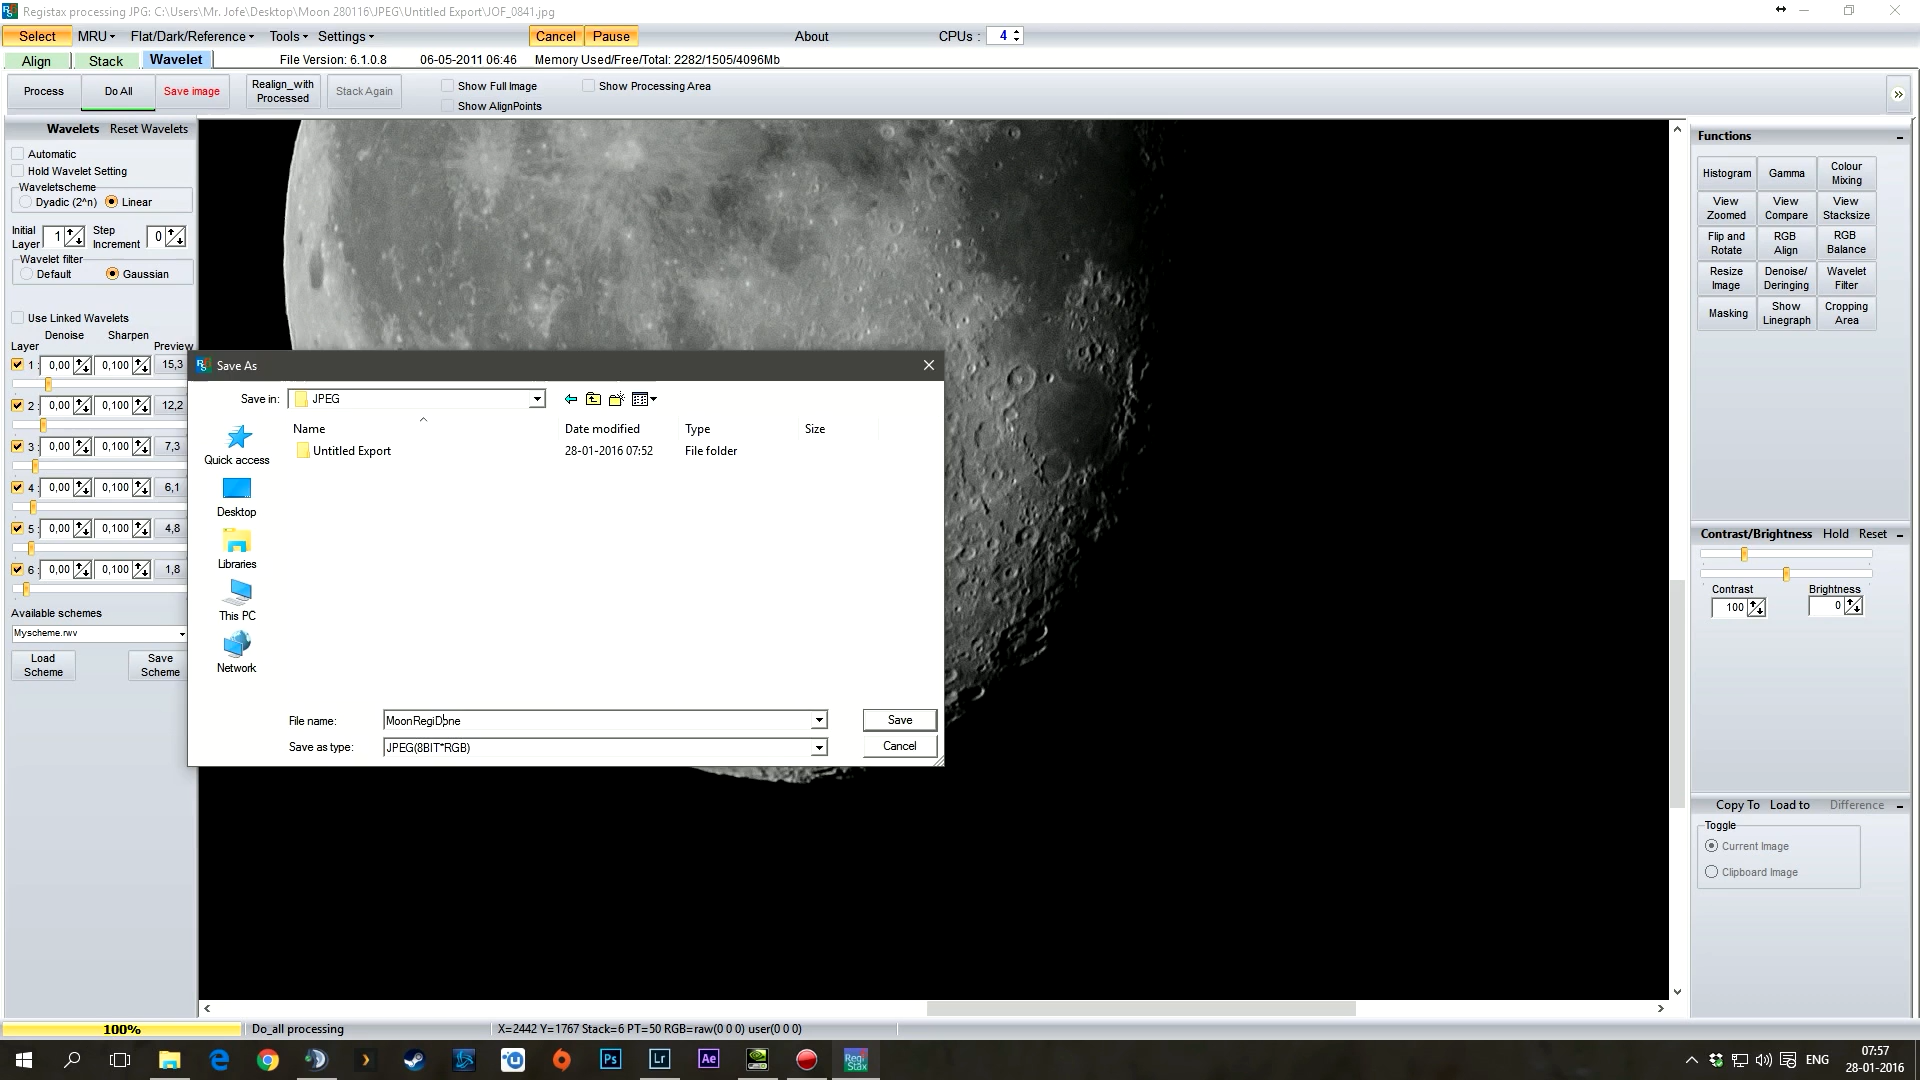 Registax processing JPG: C:\Users\Mr. Jofe\Desktop\Moon 280116\JPEG\Untitled Export\JOF_0841.jpg
Select MRU Flat/Dark/Reference Tools Settings Cancel Pause About CPUs : 4
Align Stack Wavelet File Version: 6.1.0.8 06-05-2011 06:46 Memory Used/Free/Total: 2282/1505/4096Mb
Process Do All Save image Realign_with Processed Stack Again Show Full Image Show Processing Area
Show AlignPoints
Wavelets Reset Wavelets
Automatic
Hold Wavelet Setting
Waveletscheme
Dyadic (2^n) Linear
Initial Layer 1 Step Increment 0
Wavelet filter
Default Gaussian
Use Linked Wavelets
Denoise Sharpen
Layer Preview
1 : 0,00 0,100 15,3
2 : 0,00 0,100 12,2
3 : 0,00 0,100 7,3
4 : 0,00 0,100 6,1
5 : 0,00 0,100 4,8
6 : 0,00 0,100 1,8
Available schemes
Myscheme.rwv
Load Scheme Save Scheme
Save As
Save in: JPEG
Name Date modified Type Size
Untitled Export 28-01-2016 07:52 File folder
Quick access
Desktop
Libraries
This PC
Network
File name: MoonRegiDone Save
Save as type: JPEG(8BIT*RGB) Cancel
Functions
Histogram Gamma Colour Mixing
View Zoomed View Compare View Stacksize
Flip and Rotate RGB Align RGB Balance
Resize Image Denoise/ Deringing Wavelet Filter
Masking Show Linegraph Cropping Area
Contrast/Brightness Hold Reset
Contrast Brightness
100 0
Copy To Load to Difference
Toggle
Current Image
Clipboard Image
100% Do_all processing X=2442 Y=1767 Stack=6 PT=50 RGB=raw(0 0 0) user(0 0 0)
Ps Lr Ae Regi Stax ENG 07:57
28-01-2016